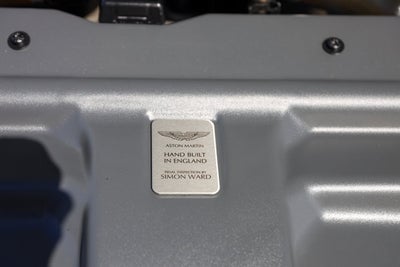 ASTON MARTIN
HAND BUILT
IN ENGLAND
FINAL INSPECTION BY
SIMON WARD